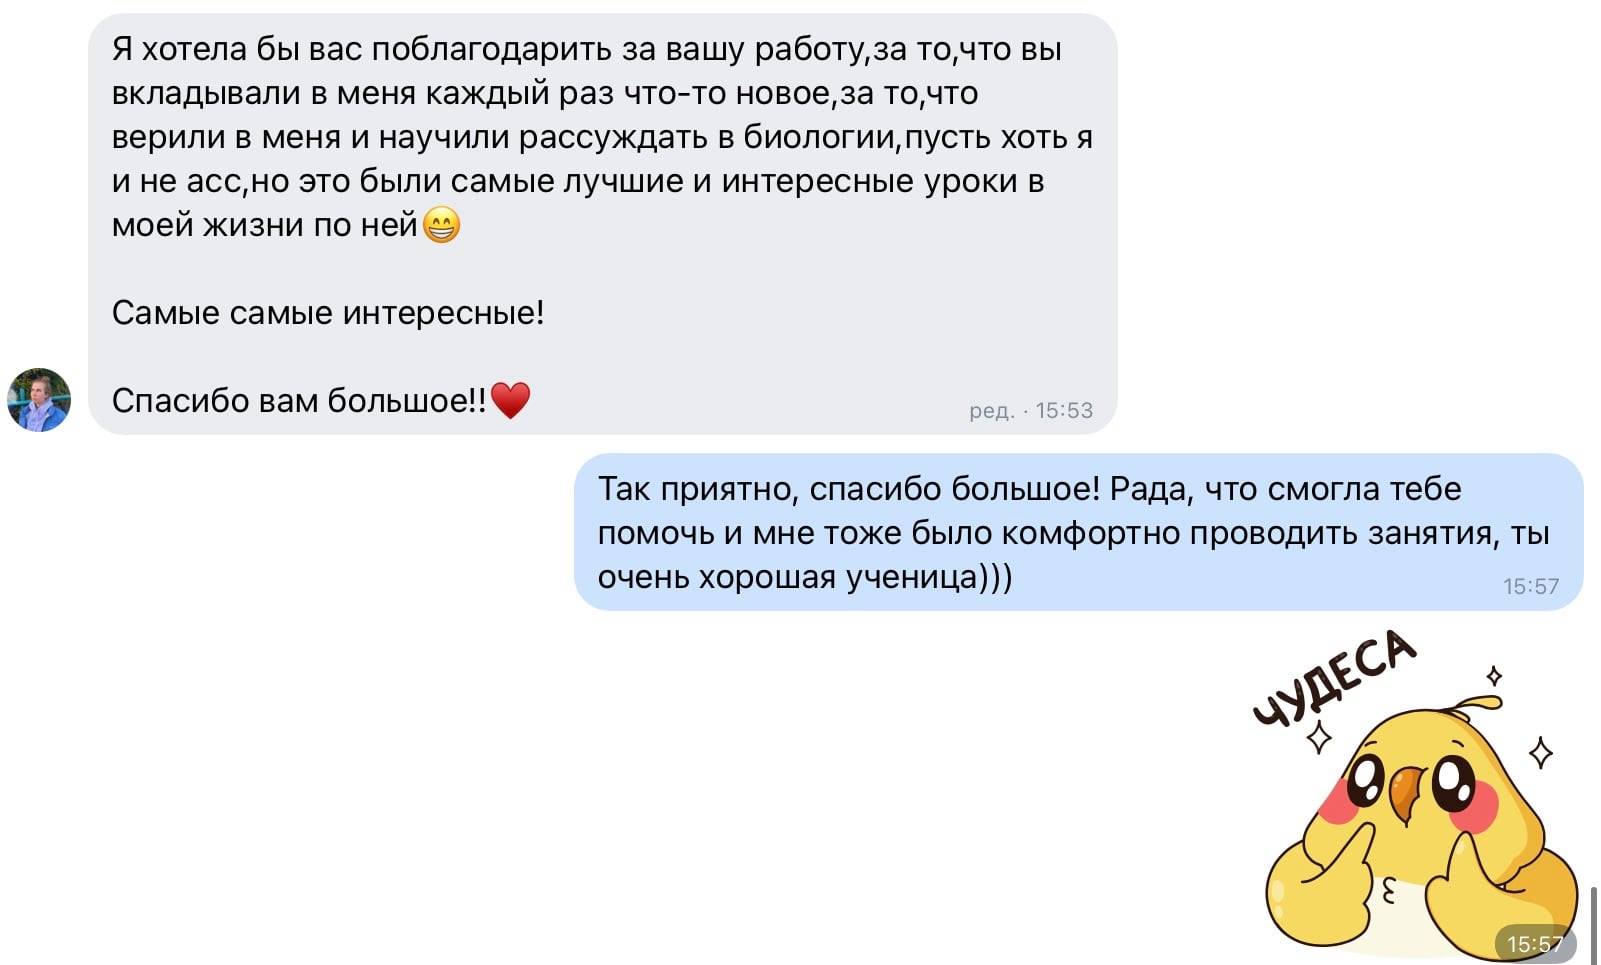 Я хотела бы вас поблагодарить за вашу работу,за то,что вы
вкладывали в меня каждый раз что-то новое,за то,что
верили в меня и научили рассуждать в биологии,пусть хоть я
и не асс,но это были самые лучшие и интересные уроки в
моей жизни по ней😁
Самые самые интересные!
Спасибо вам большое!!♥️
ред. · 15:53
Так приятно, спасибо большое! Рада, что смогла тебе
помочь и мне тоже было комфортно проводить занятия, ты
очень хорошая ученица)))
15:57
ЧУДЕСА
15:57